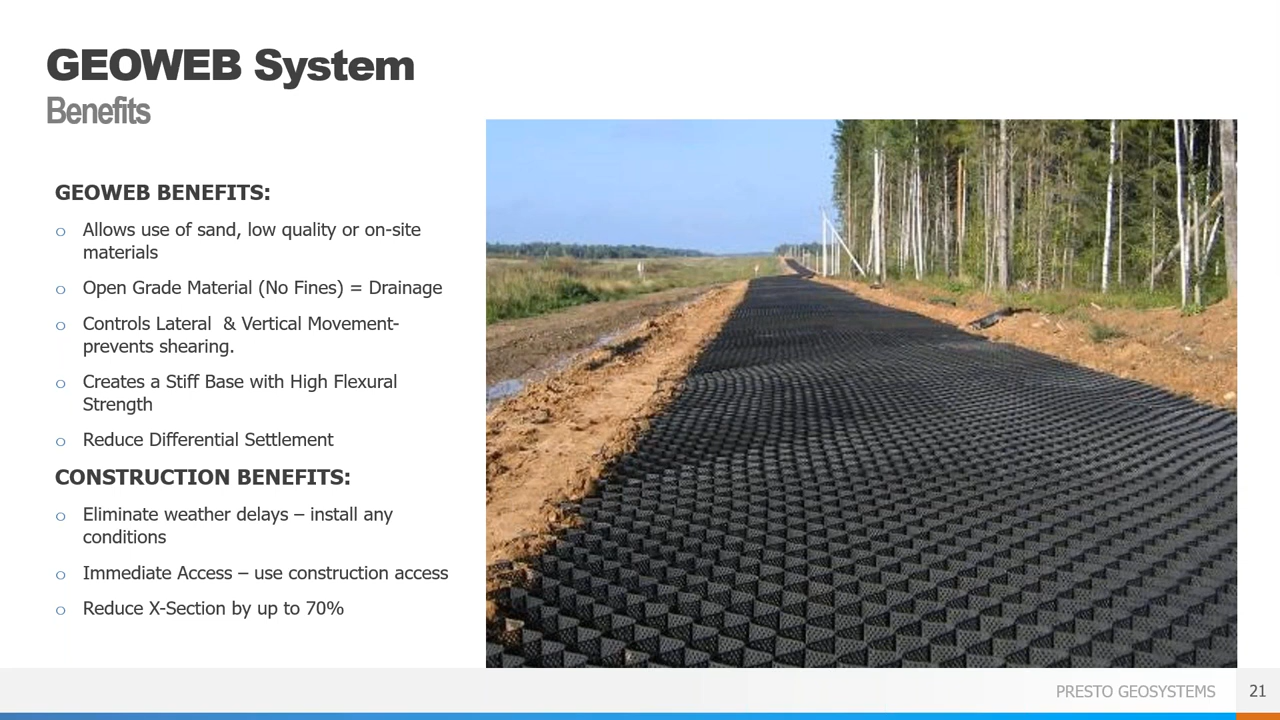 GEOWEB System
Benefits
GEOWEB BENEFITS:
o Allows use of sand, low quality or on-site
materials
o Open Grade Material (No Fines) = Drainage
o Controls Lateral & Vertical Movement-
prevents shearing.
o Creates a Stiff Base with High Flexural
Strength
o Reduce Differential Settlement
CONSTRUCTION BENEFITS:
o Eliminate weather delays – install any
conditions
o Immediate Access – use construction access
o Reduce X-Section by up to 70%
PRESTO GEOSYSTEMS 21